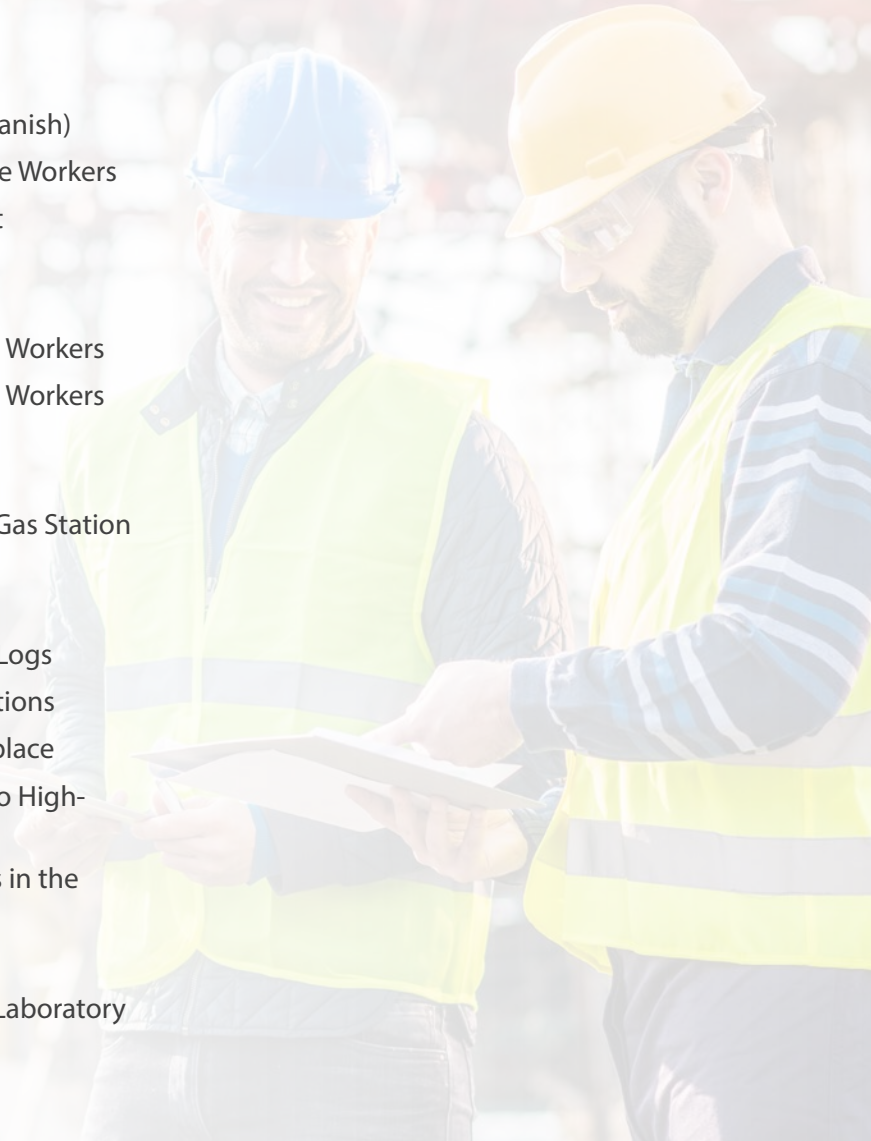 anish)
e Workers
Workers
Workers
Gas Station
Logs
tions
place
o High-
s in the
Laboratory